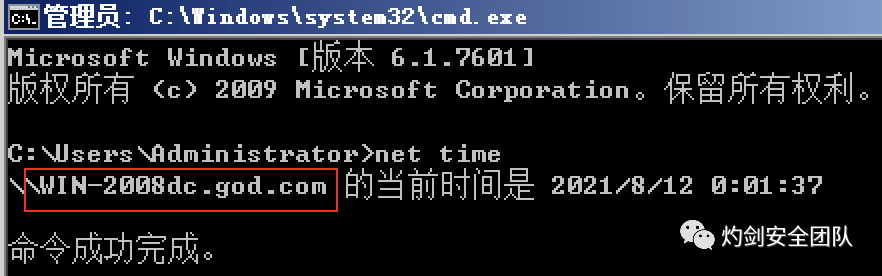 管理员: C:\Windows\system32\cmd.exe
Microsoft Windows [版本 6.1.7601]
版权所有 (c) 2009 Microsoft Corporation。保留所有权利。
C:\Users\Administrator>net time
\\WIN-2008dc.god.com 的当前时间是 2021/8/12 0:01:37
命令成功完成。
灼剑安全团队